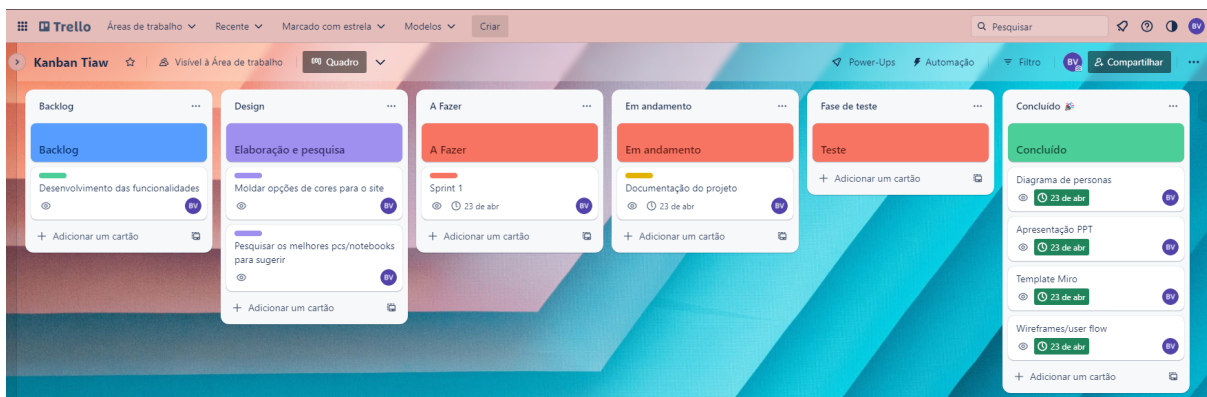 Trello Áreas de trabalho Recente Marcado com estrela Modelos Criar Pesquisar BV
Kanban Tiaw Visível à Área de trabalho Quadro Power-Ups Automação Filtro BV Compartilhar
Backlog
Backlog
Desenvolvimento das funcionalidades
BV
+ Adicionar um cartão
Design
Elaboração e pesquisa
Moldar opções de cores para o site
BV
Pesquisar os melhores pcs/notebooks
para sugerir
BV
+ Adicionar um cartão
A Fazer
A Fazer
Sprint 1
23 de abr BV
+ Adicionar um cartão
Em andamento
Em andamento
Documentação do projeto
23 de abr BV
+ Adicionar um cartão
Fase de teste
Teste
+ Adicionar um cartão
Concluído 🎉
Concluído
Diagrama de personas
23 de abr BV
Apresentação PPT
23 de abr BV
Template Miro
23 de abr BV
Wireframes/user flow
23 de abr BV
+ Adicionar um cartão